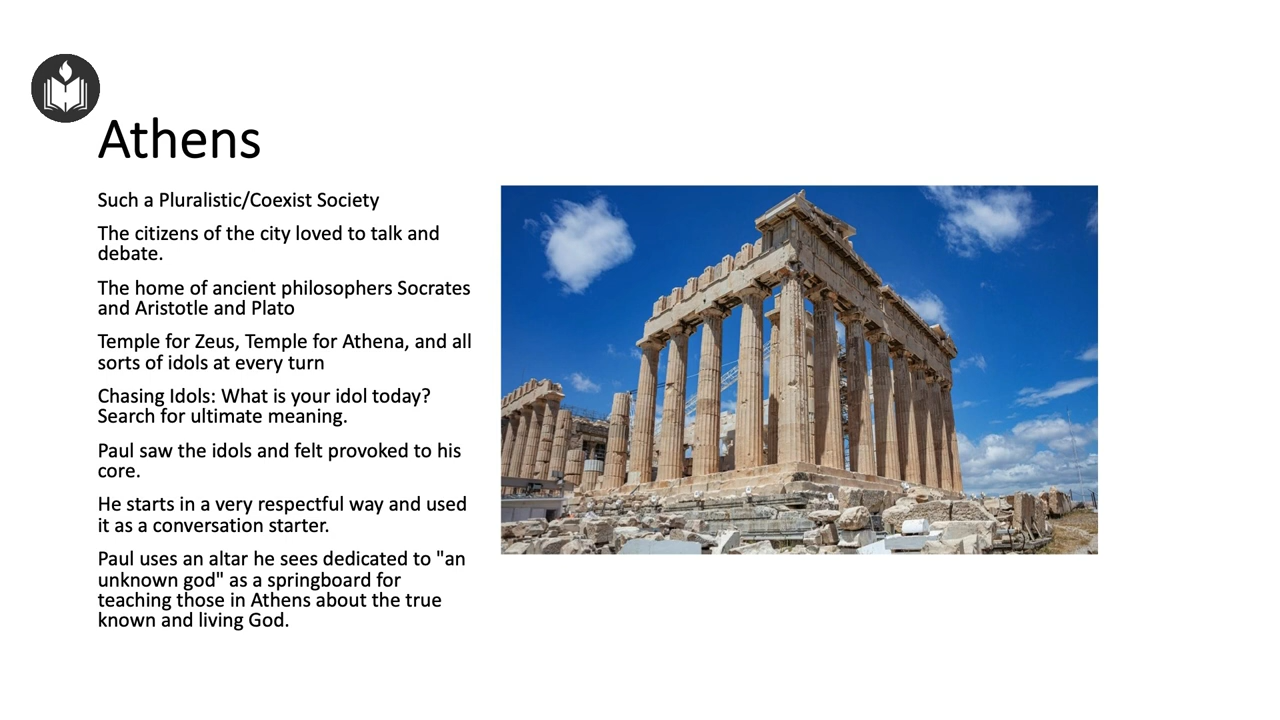 Athens
Such a Pluralistic/Coexist Society
The citizens of the city loved to talk and
debate.
The home of ancient philosophers Socrates
and Aristotle and Plato
Temple for Zeus, Temple for Athena, and all
sorts of idols at every turn
Chasing Idols: What is your idol today?
Search for ultimate meaning.
Paul saw the idols and felt provoked to his
core.
He starts in a very respectful way and used
it as a conversation starter.
Paul uses an altar he sees dedicated to "an
unknown god" as a springboard for
teaching those in Athens about the true
known and living God.